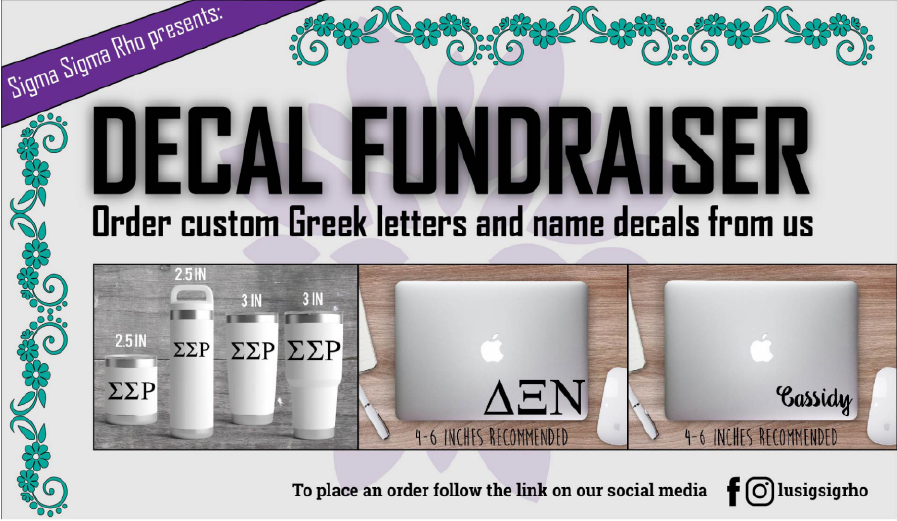 Sigma Sigma Rho presents:
DECAL FUNDRAISER
Order custom Greek letters and name decals from us
2.5 IN
2.5 IN
3 IN
3 IN
ΣΣΡ
ΣΣΡ
ΣΣΡ
ΣΣΡ
ΔΞΝ
4-6 INCHES RECOMMENDED
Cassidy
4-6 INCHES RECOMMENDED
To place an order follow the link on our social media
lusigsigrho